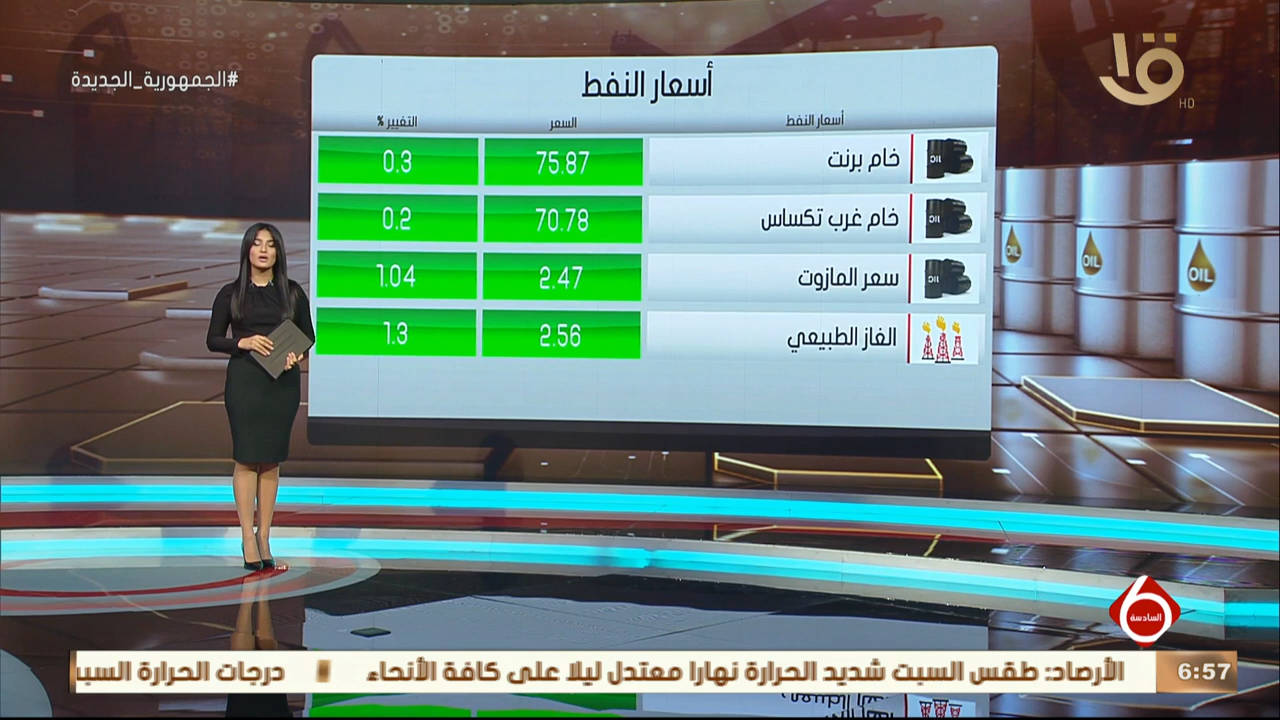 #الجمهورية_الجديدة
HD
أسعار النفط
أسعار النفط السعر التغيير %
خام برنت 75.87 0.3
خام غرب تكساس 70.78 0.2
سعر المازوت 2.47 1.04
الغاز الطبيعي 2.56 1.3
OIL
OIL
OIL
6 السادسة
6:57 الأرصاد: طقس السبت شديد الحرارة نهارا معتدل ليلا على كافة الأنحاء درجات الحرارة